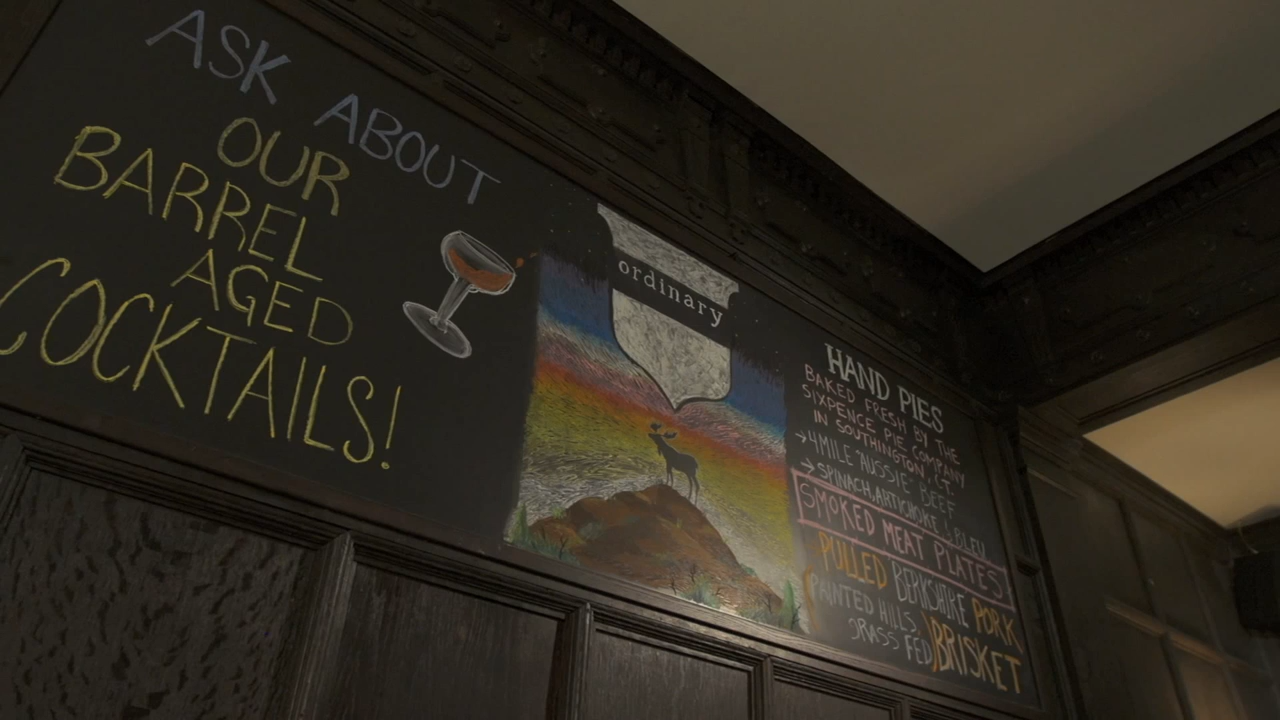 ASK ABOUT
OUR
BARREL
AGED
COCKTAILS!
ordinary
HAND PIES
BAKED FRESH BY THE
SIXPENCE PIE COMPANY
IN SOUTHINGTON, CT
→4MILE "AUSSIE" BEEF
→SPINACH, ARTICHOKE & BLEU
SMOKED MEAT PLATES
PULLED BERKSHIRE PORK
PAINTED HILLS
GRASS FED BRISKET